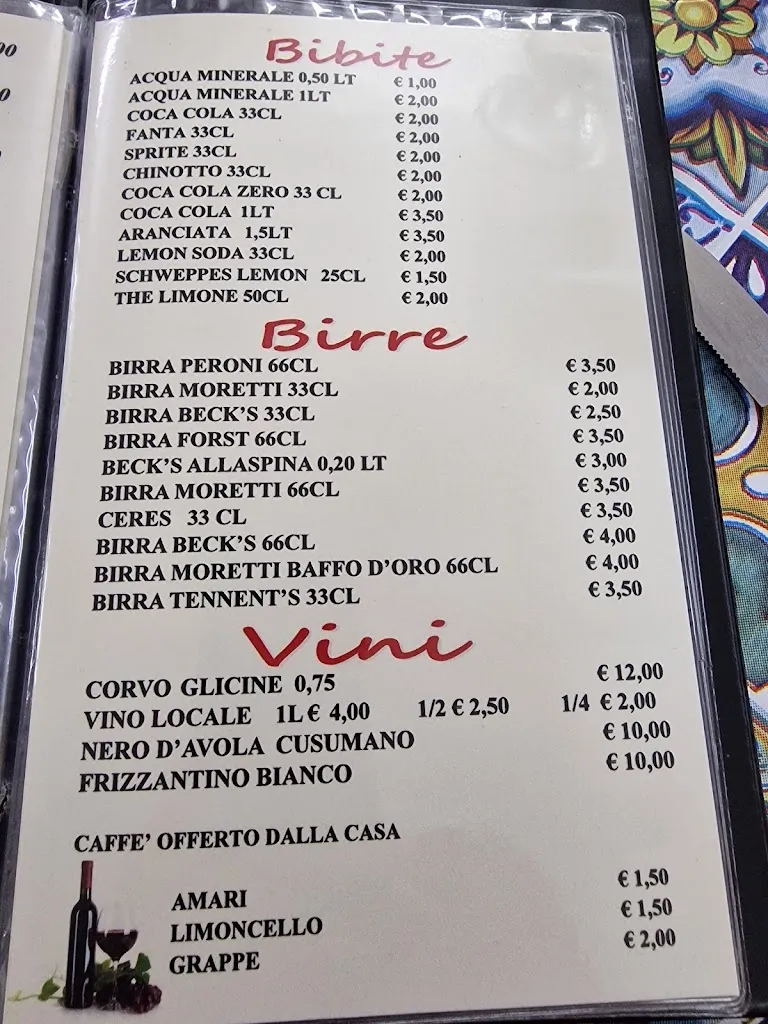 Bibite
ACQUA MINERALE 0,50 LT € 1,00
ACQUA MINERALE 1LT € 2,00
COCA COLA 33CL € 2,00
FANTA 33CL € 2,00
SPRITE 33CL € 2,00
CHINOTTO 33CL € 2,00
COCA COLA ZERO 33 CL € 2,00
COCA COLA 1LT € 3,50
ARANCIATA 1,5LT € 3,50
LEMON SODA 33CL € 2,00
SCHWEPPES LEMON 25CL € 1,50
THE LIMONE 50CL € 2,00
Birre
BIRRA PERONI 66CL € 3,50
BIRRA MORETTI 33CL € 2,00
BIRRA BECK'S 33CL € 2,50
BIRRA FORST 66CL € 3,50
BECK'S ALLASPINA 0,20 LT € 3,00
BIRRA MORETTI 66CL € 3,50
CERES 33 CL € 3,50
BIRRA BECK'S 66CL € 4,00
BIRRA MORETTI BAFFO D'ORO 66CL € 4,00
BIRRA TENNENT'S 33CL € 3,50
Vini
CORVO GLICINE 0,75 € 12,00
VINO LOCALE 1L € 4,00 1/2 € 2,50 1/4 € 2,00
NERO D'AVOLA CUSUMANO € 10,00
FRIZZANTINO BIANCO € 10,00
CAFFE' OFFERTO DALLA CASA
AMARI € 1,50
LIMONCELLO € 1,50
GRAPPE € 2,00